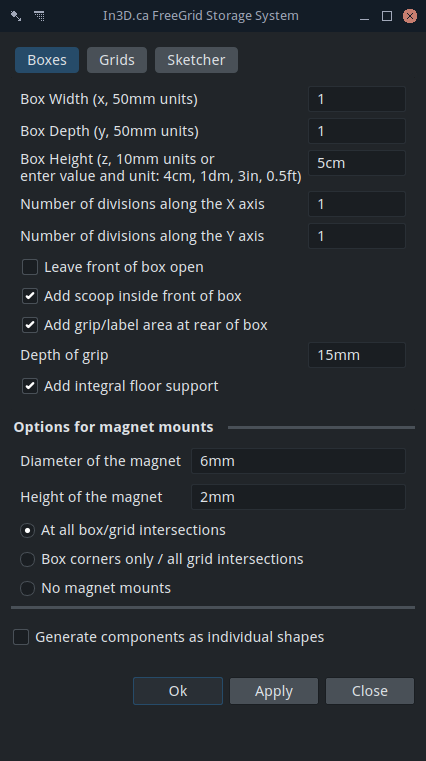 In3D.ca FreeGrid Storage System
Boxes Grids Sketcher
Box Width (x, 50mm units) 1
Box Depth (y, 50mm units) 1
Box Height (z, 10mm units or
enter value and unit: 4cm, 1dm, 3in, 0.5ft) 5cm
Number of divisions along the X axis 1
Number of divisions along the Y axis 1
Leave front of box open
Add scoop inside front of box
Add grip/label area at rear of box
Depth of grip 15mm
Add integral floor support
Options for magnet mounts
Diameter of the magnet 6mm
Height of the magnet 2mm
At all box/grid intersections
Box corners only / all grid intersections
No magnet mounts
Generate components as individual shapes
Ok Apply Close